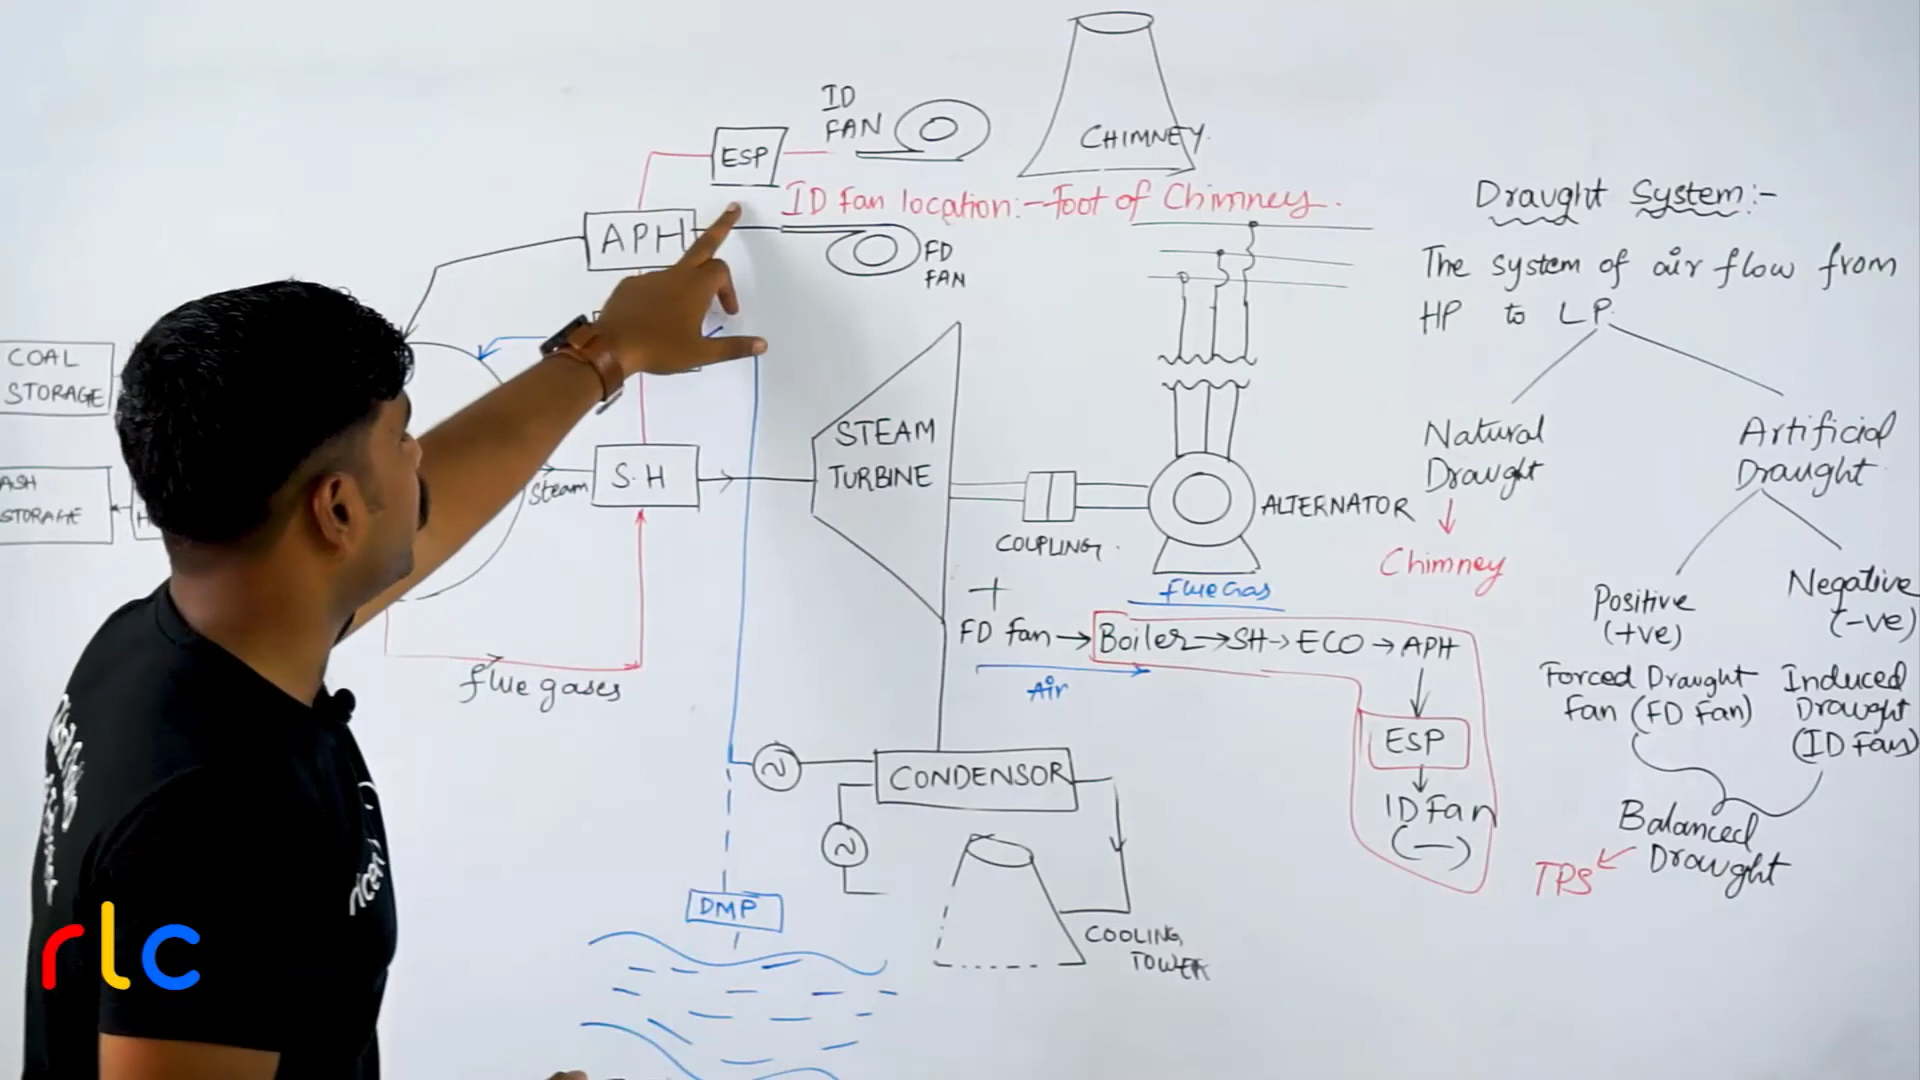 ID
FAN
ESP
CHIMNEY
ID Fan location:- Foot of Chimney.
APH
FD
FAN
COAL
STORAGE
ASH
STORAGE
H
Steam
S.H
STEAM
TURBINE
COUPLING
ALTERNATOR
flue gases
Flue Gas
+
FD Fan → Boiler → SH → ECO → APH
Air
ESP
ID Fan
(-)
CONDENSOR
DMP
COOLING
TOWER
Draught System:-
The system of air flow from
HP to LP.
Natural
Draught
Chimney
Artificial
Draught
Positive
(+ve)
Forced Draught
Fan (FD Fan)
Negative
(-ve)
Induced
Draught
(ID Fan)
Balanced
Draught
TPS
rlc